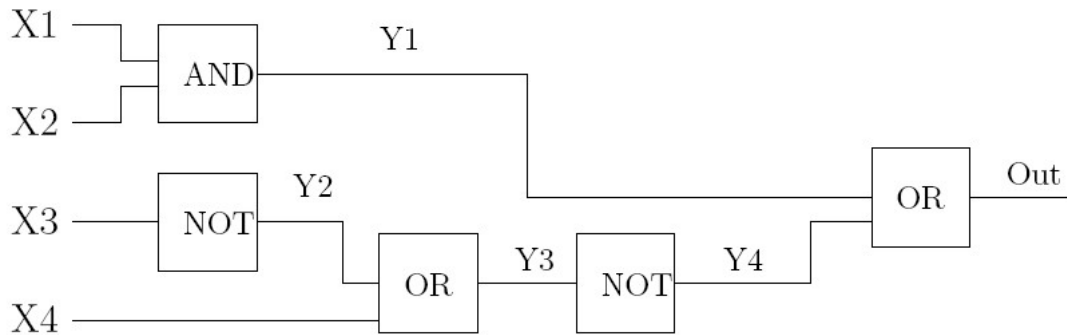 X1
Y1
AND
X2
Y2
Out
OR
X3
NOT
Y3
Y4
OR
NOT
X4